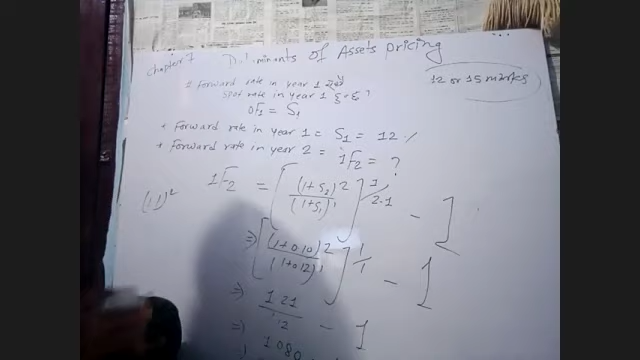 chapter 7 Diliminants of Assets pricing
12 or 15 marks
# Forward rate in year 1
spot rate in year 1
0F1 = S1
* Forward rate in year 1 = S1 = 12 %
* Forward rate in year 2 = 1F2 = ?
(1.1)²
1F2 = [(1+S2)²/(1+S1)¹]^1/2-1 - 1
⇒ [(1+0.10)²/(1+0.12)¹]^1/1 - 1
⇒ 1.21/1.12 - 1
⇒ 1.080